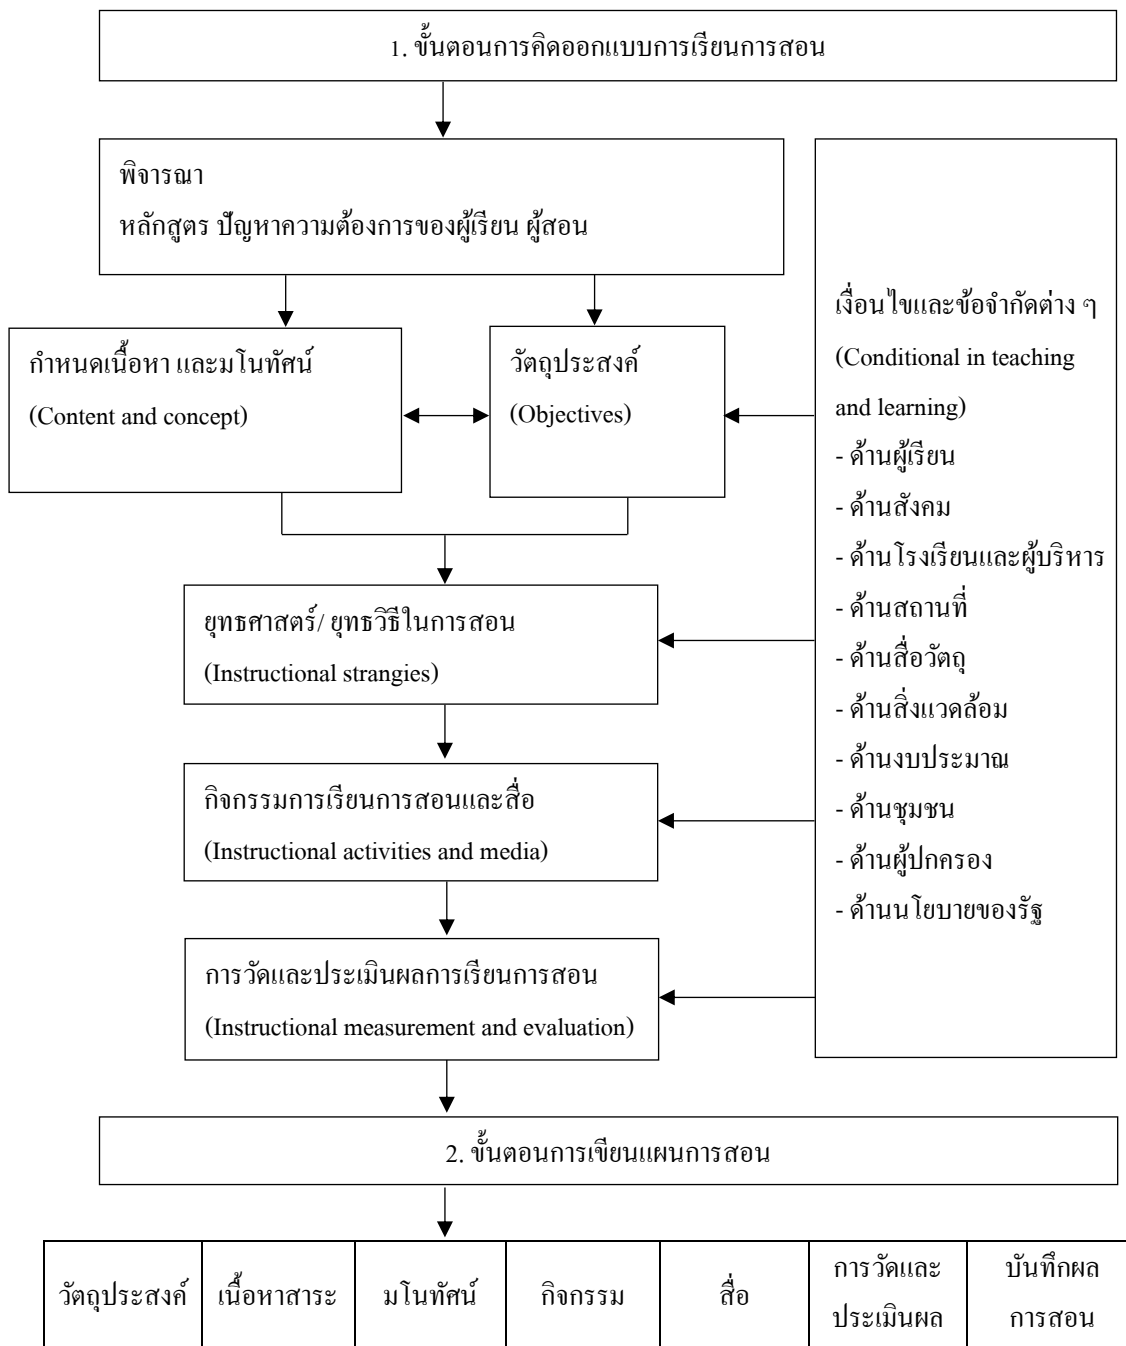 1. ขั้นตอนการคิดออกแบบการเรียนการสอน
พิจารณา
หลักสูตร ปัญหาความต้องการของผู้เรียน ผู้สอน
กำหนดเนื้อหา และมโนทัศน์
(Content and concept)
วัตถุประสงค์
(Objectives)
เงื่อนไขและข้อจำกัดต่าง ๆ
(Conditional in teaching
and learning)
- ด้านผู้เรียน
- ด้านสังคม
- ด้านโรงเรียนและผู้บริหาร
- ด้านสถานที่
- ด้านสื่อวัตถุ
- ด้านสิ่งแวดล้อม
- ด้านงบประมาณ
- ด้านชุมชน
- ด้านผู้ปกครอง
- ด้านนโยบายของรัฐ
ยุทธศาสตร์/ ยุทธวิธีในการสอน
(Instructional strangies)
กิจกรรมการเรียนการสอนและสื่อ
(Instructional activities and media)
การวัดและประเมินผลการเรียนการสอน
(Instructional measurement and evaluation)
2. ขั้นตอนการเขียนแผนการสอน
วัตถุประสงค์
เนื้อหาสาระ
มโนทัศน์
กิจกรรม
สื่อ
การวัดและ
ประเมินผล
บันทึกผล
การสอน